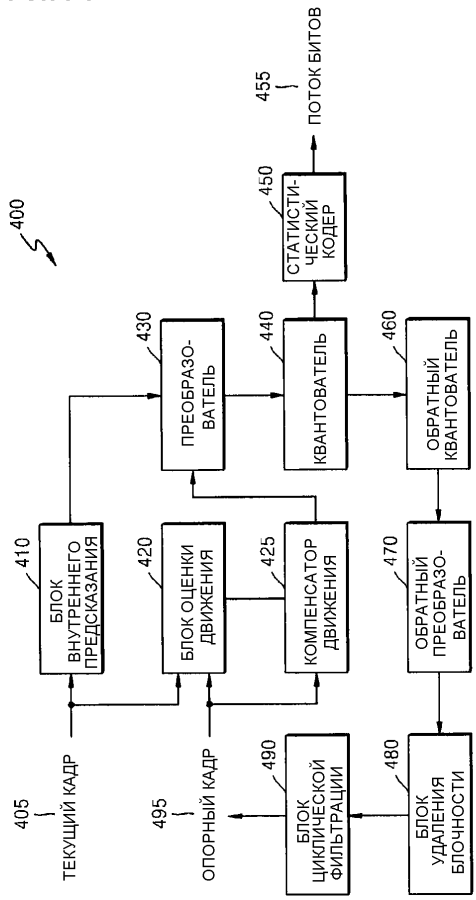 400
405
ТЕКУЩИЙ КАДР
410
БЛОК
ВНУТРЕННЕГО
ПРЕДСКАЗАНИЯ
430
ПРЕОБРАЗО-
ВАТЕЛЬ
420
БЛОК ОЦЕНКИ
ДВИЖЕНИЯ
495
ОПОРНЫЙ КАДР
425
КОМПЕНСАТОР
ДВИЖЕНИЯ
440
КВАНТОВАТЕЛЬ
450
СТАТИСТИ-
ЧЕСКИЙ
КОДЕР
455
ПОТОК БИТОВ
490
БЛОК
ЦИКЛИЧЕСКОЙ
ФИЛЬТРАЦИИ
480
БЛОК
УДАЛЕНИЯ
БЛОЧНОСТИ
470
ОБРАТНЫЙ
ПРЕОБРАЗО-
ВАТЕЛЬ
460
ОБРАТНЫЙ
КВАНТОВАТЕЛЬ